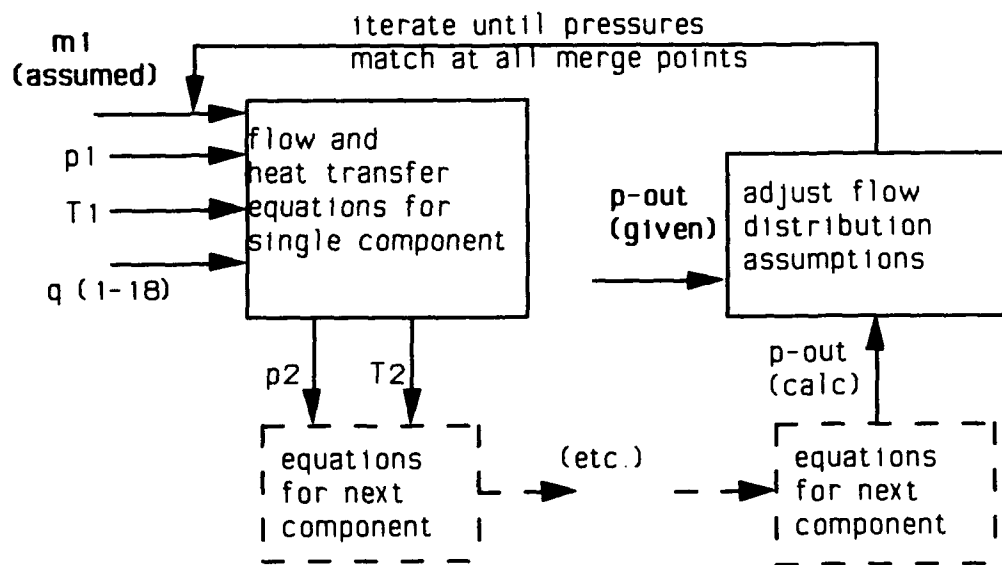 iterate until pressures
match at all merge points
m1
(assumed)
p1
T1
q (1-18)
flow and
heat transfer
equations for
single component
p-out
(given)
adjust flow
distribution
assumptions
p2
T2
p-out
(calc)
equations
for next
component
(etc.)
equations
for next
component